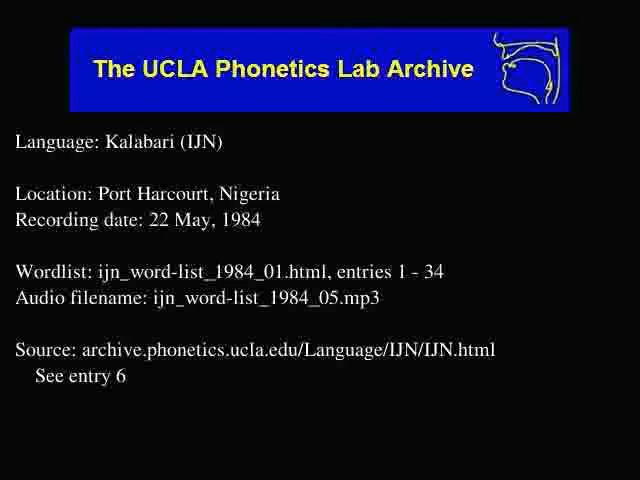 The UCLA Phonetics Lab Archive
Language: Kalabari (IJN)
Location: Port Harcourt, Nigeria
Recording date: 22 May, 1984
Wordlist: ijn_word-list_1984_01.html, entries 1 - 34
Audio filename: ijn_word-list_1984_05.mp3
Source: archive.phonetics.ucla.edu/Language/IJN/IJN.html
See entry 6